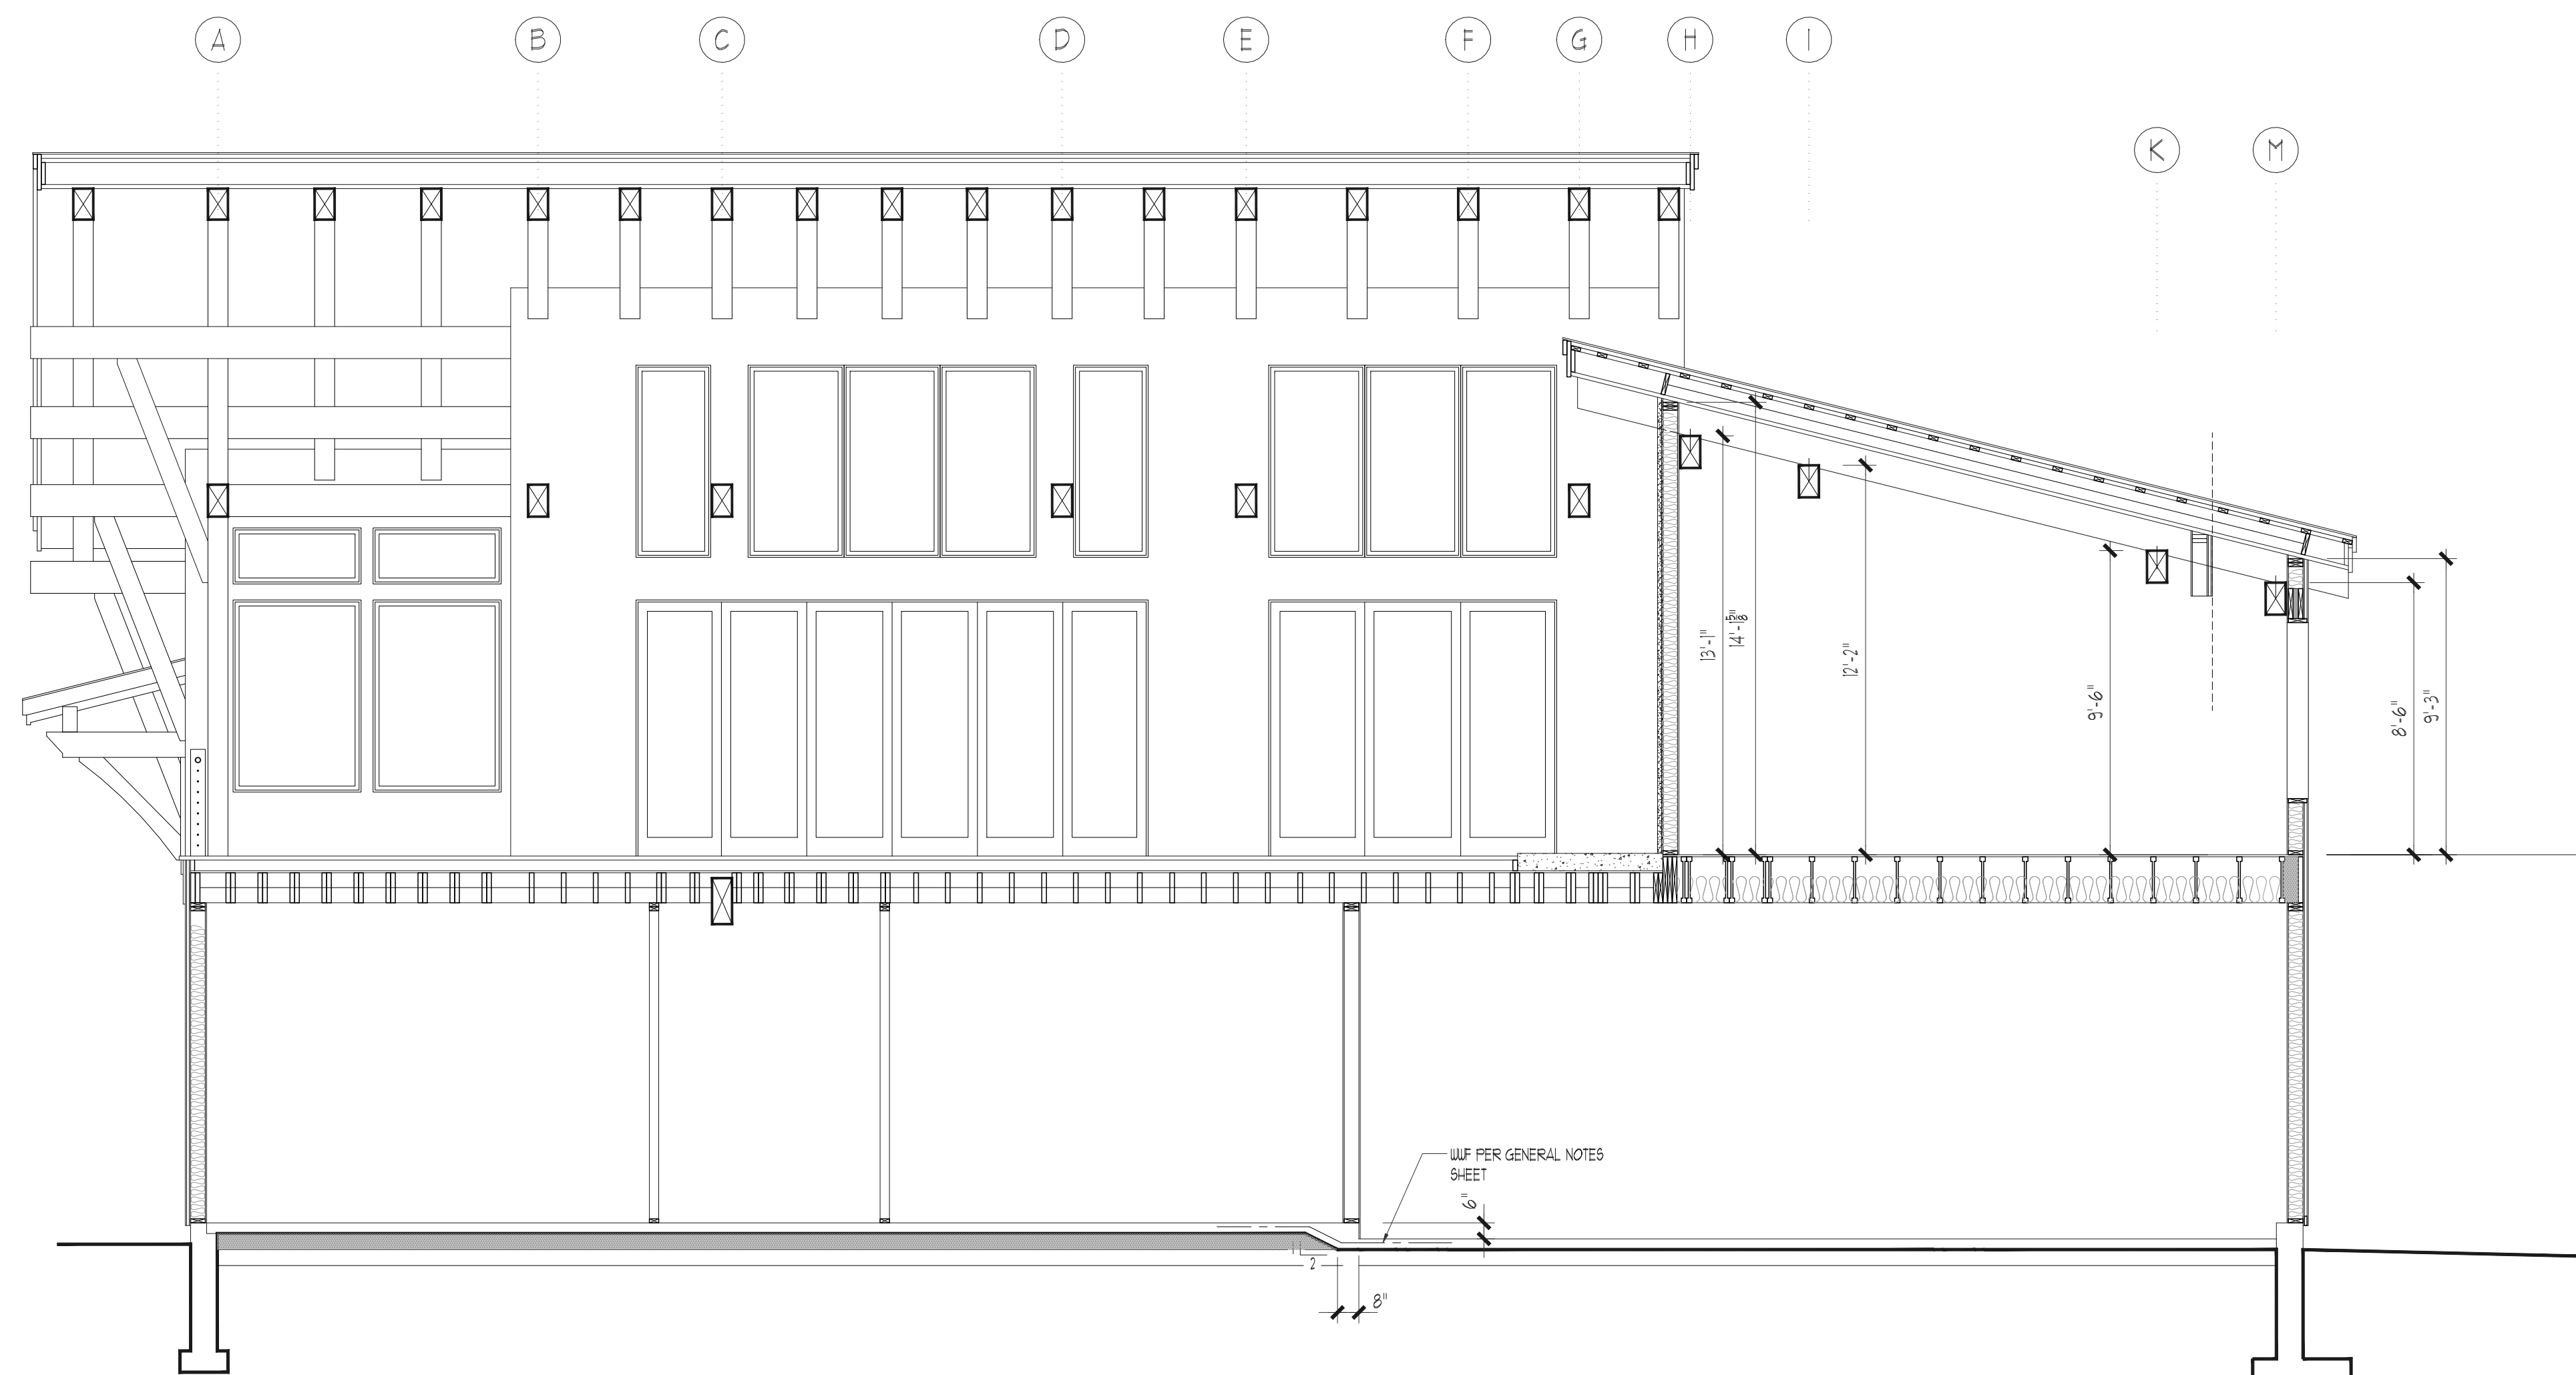 A B C D E F G H I
K M
13'-1"
14'-1⅝"
12'-2"
9'-6"
8'-6"
9'-3"
WWF PER GENERAL NOTES
SHEET
6"
2
8"